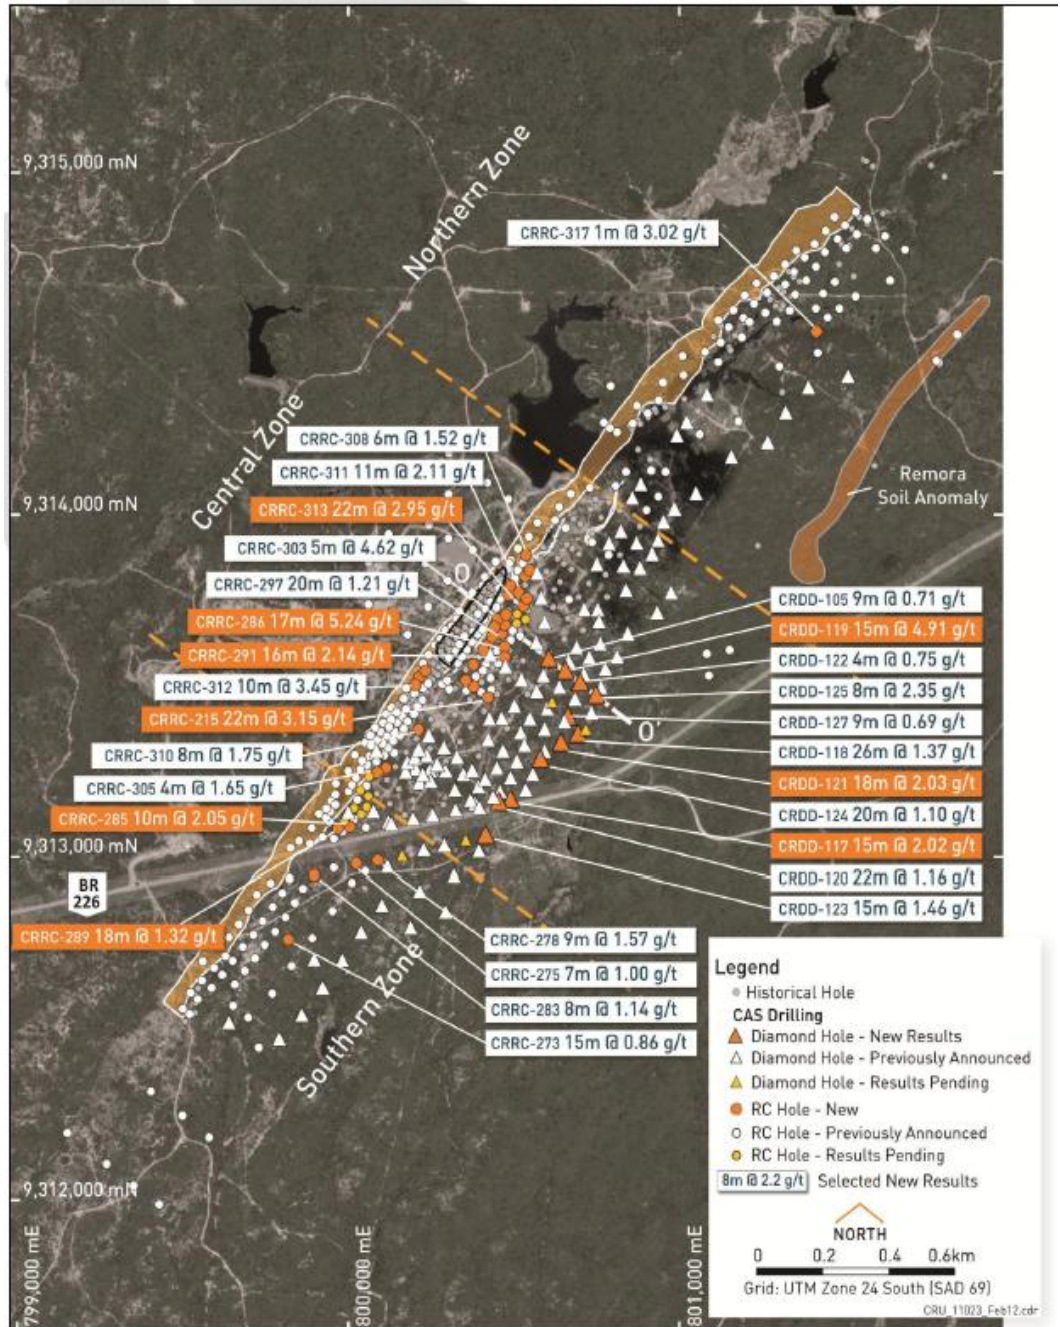 9,315,000 mN
Northern Zone
CRRC-317 1m @ 3.02 g/t
Central Zone
CRRC-308 6m @ 1.52 g/t
CRRC-311 11m @ 2.11 g/t
CRRC-313 22m @ 2.95 g/t
CRRC-303 5m @ 4.62 g/t
CRRC-297 20m @ 1.21 g/t
CRRC-286 17m @ 5.24 g/t
CRRC-291 16m @ 2.14 g/t
CRRC-312 10m @ 3.45 g/t
CRRC-215 22m @ 3.15 g/t
CRRC-310 8m @ 1.75 g/t
CRRC-305 4m @ 1.65 g/t
CRRC-285 10m @ 2.05 g/t
9,314,000 mN
Remora
Soil Anomaly
O
O'
CRDD-105 9m @ 0.71 g/t
CRDD-119 15m @ 4.91 g/t
CRDD-122 4m @ 0.75 g/t
CRDD-125 8m @ 2.35 g/t
CRDD-127 9m @ 0.69 g/t
CRDD-118 26m @ 1.37 g/t
CRDD-121 18m @ 2.03 g/t
CRDD-124 20m @ 1.10 g/t
CRDD-117 15m @ 2.02 g/t
CRDD-120 22m @ 1.16 g/t
CRDD-123 15m @ 1.46 g/t
9,313,000 mN
BR
226
CRRC-289 18m @ 1.32 g/t
CRRC-278 9m @ 1.57 g/t
CRRC-275 7m @ 1.00 g/t
CRRC-283 8m @ 1.14 g/t
CRRC-273 15m @ 0.86 g/t
Southern Zone
9,312,000 mN
799,000 mE
800,000 mE
801,000 mE
Legend
Historical Hole
CAS Drilling
Diamond Hole - New Results
Diamond Hole - Previously Announced
Diamond Hole - Results Pending
RC Hole - New
RC Hole - Previously Announced
RC Hole - Results Pending
8m @ 2.2 g/t Selected New Results
NORTH
0 0.2 0.4 0.6km
Grid: UTM Zone 24 South (SAD 69)
CRU_11023_Feb12.cdr